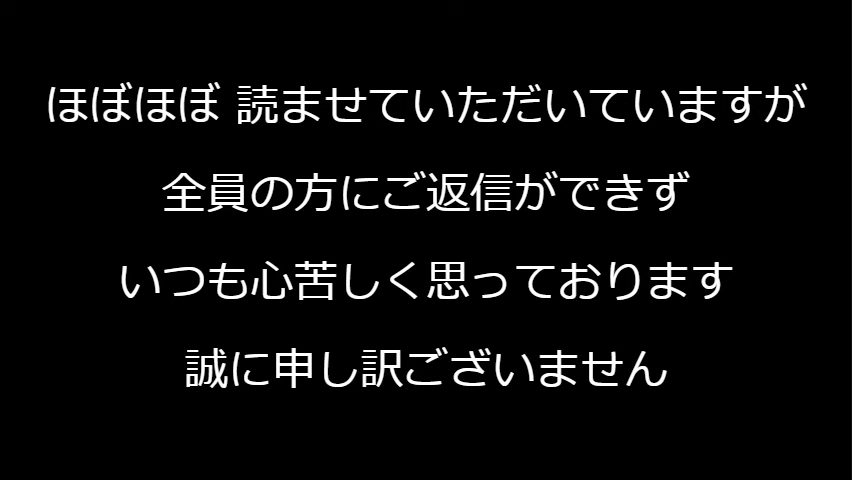 ほぼほぼ 読ませていただいていますが
全員の方にご返信ができず
いつも心苦しく思っております
誠に申し訳ございません